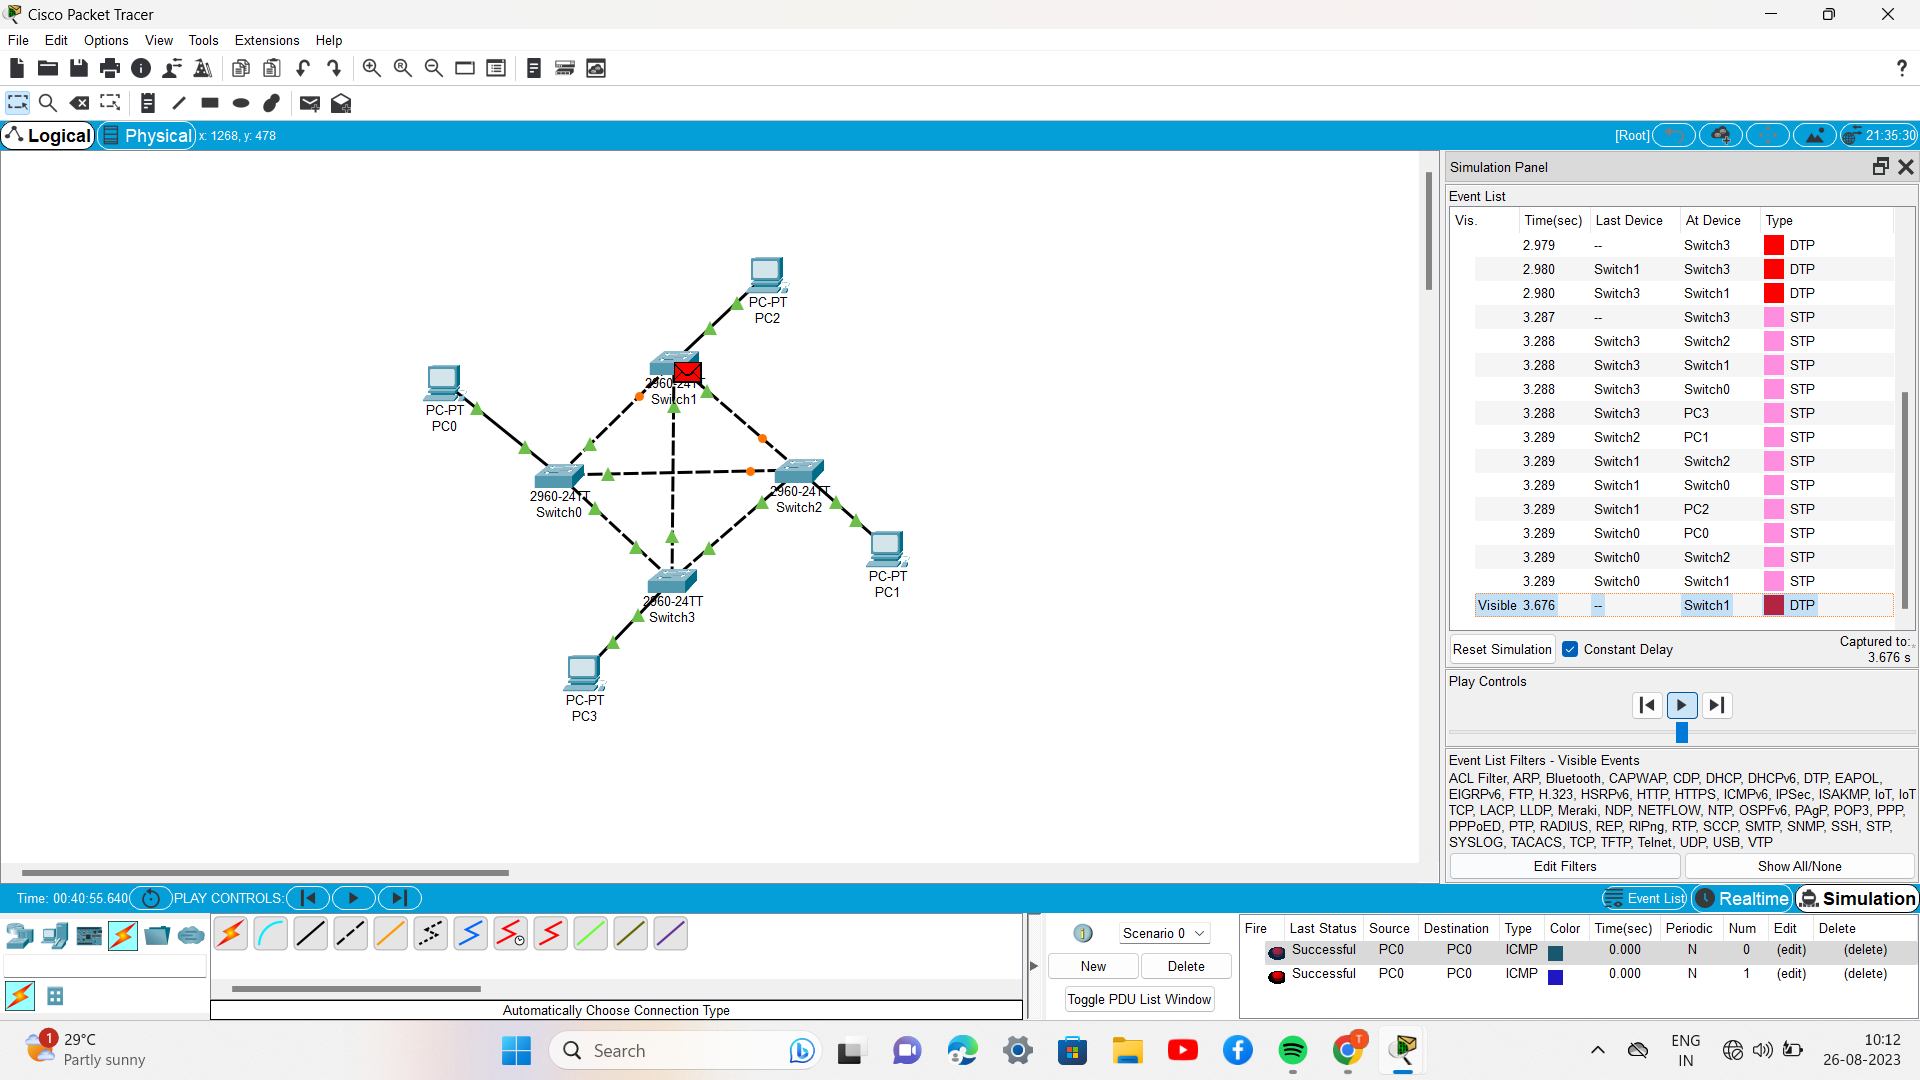 Cisco Packet Tracer
File Edit Options View Tools Extensions Help
Logical Physical x: 1268, y: 478 [Root] 21:35:30
Simulation Panel
Event List
Vis. Time(sec) Last Device At Device Type
2.979 -- Switch3 DTP
2.980 Switch1 Switch3 DTP
2.980 Switch3 Switch1 DTP
3.287 -- Switch3 STP
3.288 Switch3 Switch2 STP
3.288 Switch3 Switch1 STP
3.288 Switch3 Switch0 STP
3.288 Switch3 PC3 STP
3.289 Switch2 PC1 STP
3.289 Switch1 Switch2 STP
3.289 Switch1 Switch0 STP
3.289 Switch1 PC2 STP
3.289 Switch0 PC0 STP
3.289 Switch0 Switch2 STP
3.289 Switch0 Switch1 STP
Visible 3.676 -- Switch1 DTP
Reset Simulation Constant Delay Captured to:
3.676 s
Play Controls
Event List Filters - Visible Events
ACL Filter, ARP, Bluetooth, CAPWAP, CDP, DHCP, DHCPv6, DTP, EAPOL,
EIGRPv6, FTP, H.323, HSRPv6, HTTP, HTTPS, ICMPv6, IPSec, ISAKMP, IoT, IoT
TCP, LACP, LLDP, Meraki, NDP, NETFLOW, NTP, OSPFv6, PAgP, POP3, PPP,
PPPoED, PTP, RADIUS, REP, RIPng, RTP, SCCP, SMTP, SNMP, SSH, STP,
SYSLOG, TACACS, TCP, TFTP, Telnet, UDP, USB, VTP
Edit Filters Show All/None
PC-PT
PC2
2960-24TT
Switch1
PC-PT
PC0
2960-24TT
Switch0
2960-24TT
Switch2
PC-PT
PC1
2960-24TT
Switch3
PC-PT
PC3
Time: 00:40:55.640 PLAY CONTROLS: Event List Realtime Simulation
Automatically Choose Connection Type
Scenario 0
New Delete
Toggle PDU List Window
Fire Last Status Source Destination Type Color Time(sec) Periodic Num Edit Delete
Successful PC0 PC0 ICMP 0.000 N 0 (edit) (delete)
Successful PC0 PC0 ICMP 0.000 N 1 (edit) (delete)
1
29°C
Partly sunny
Search
T
ENG
IN
10:12
26-08-2023